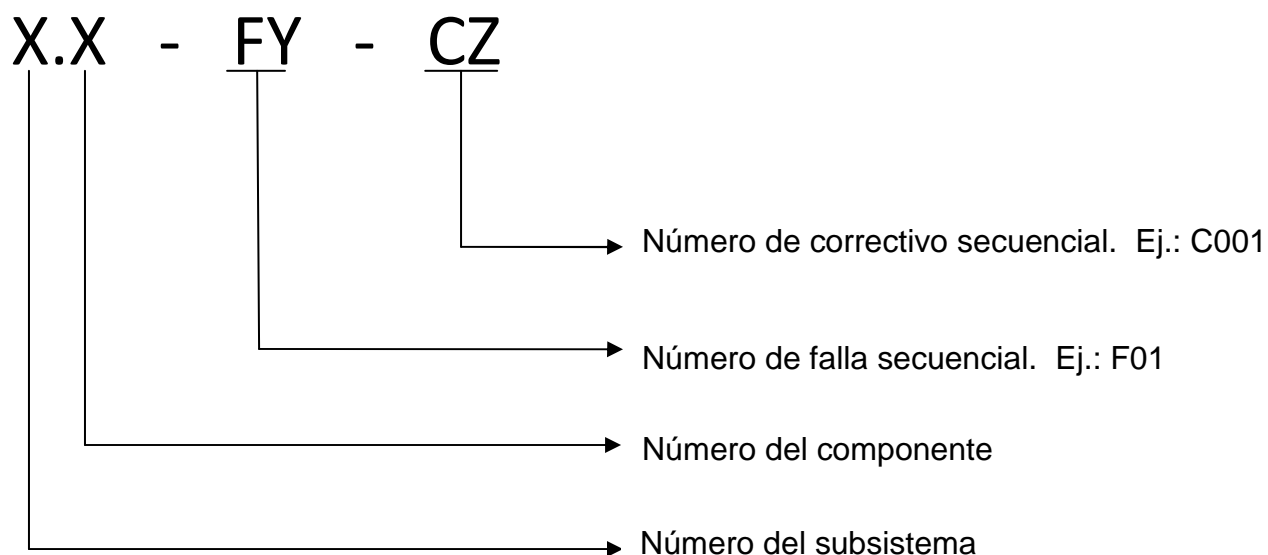 X.X - FY - CZ
Número de correctivo secuencial. Ej.: C001
Número de falla secuencial. Ej.: F01
Número del componente
Número del subsistema